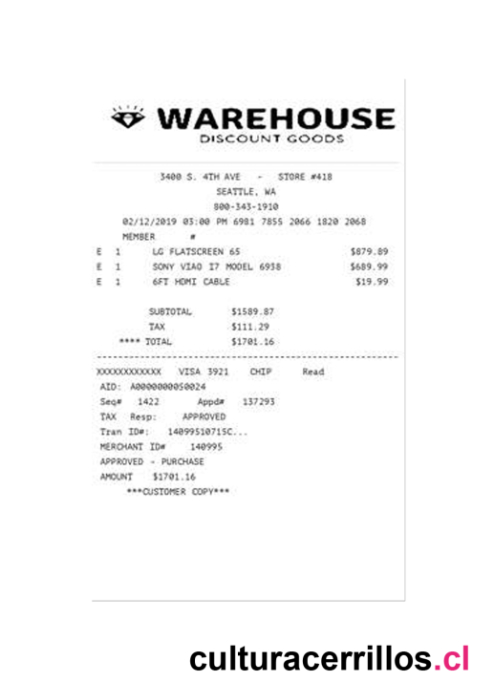 WAREHOUSE
DISCOUNT GOODS
3400 S. 4TH AVE - STORE #418
SEATTLE, WA
800-343-1910
02/12/2019 03:00 PM 6981 7855 2066 1820 2068
MEMBER #
E 1 LG FLATSCREEN 65 $879.89
E 1 SONY VIAO I7 MODEL 6938 $689.99
E 1 6FT HDMI CABLE $19.99
SUBTOTAL $1589.87
TAX $111.29
**** TOTAL $1701.16
XXXXXXXXXXXX VISA 3921 CHIP Read
AID: A0000000050024
Seq# 1422 Appd# 137293
TAX Resp: APPROVED
Tran ID#: 14099510715C...
MERCHANT ID# 140995
APPROVED - PURCHASE
AMOUNT $1701.16
***CUSTOMER COPY***
culturacerrillos.cl